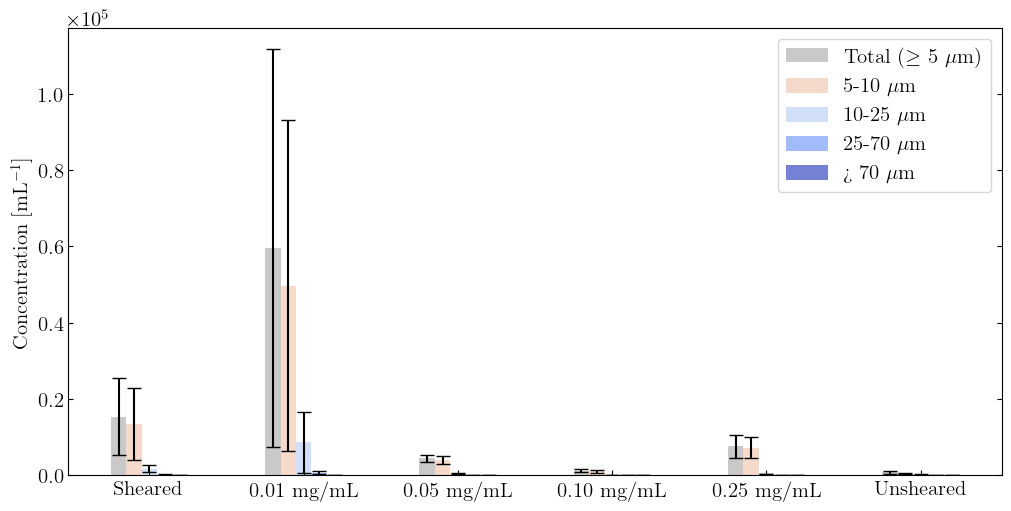 ×10⁵
Concentration [mL⁻¹]
1.0
0.8
0.6
0.4
0.2
0.0
Total (≥ 5 μm)
5-10 μm
10-25 μm
25-70 μm
¿ 70 μm
Sheared
0.01 mg/mL
0.05 mg/mL
0.10 mg/mL
0.25 mg/mL
Unsheared